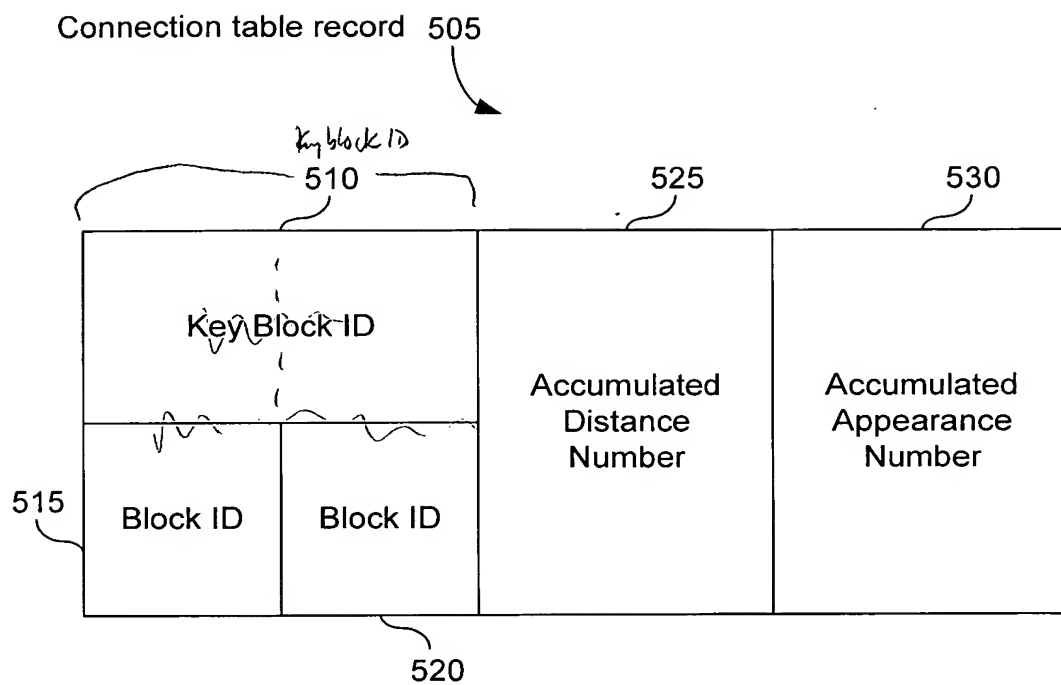 Connection table record 505
Key block ID
510
525
530
Key Block ID
Accumulated
Distance
Number
Accumulated
Appearance
Number
515
Block ID
Block ID
520